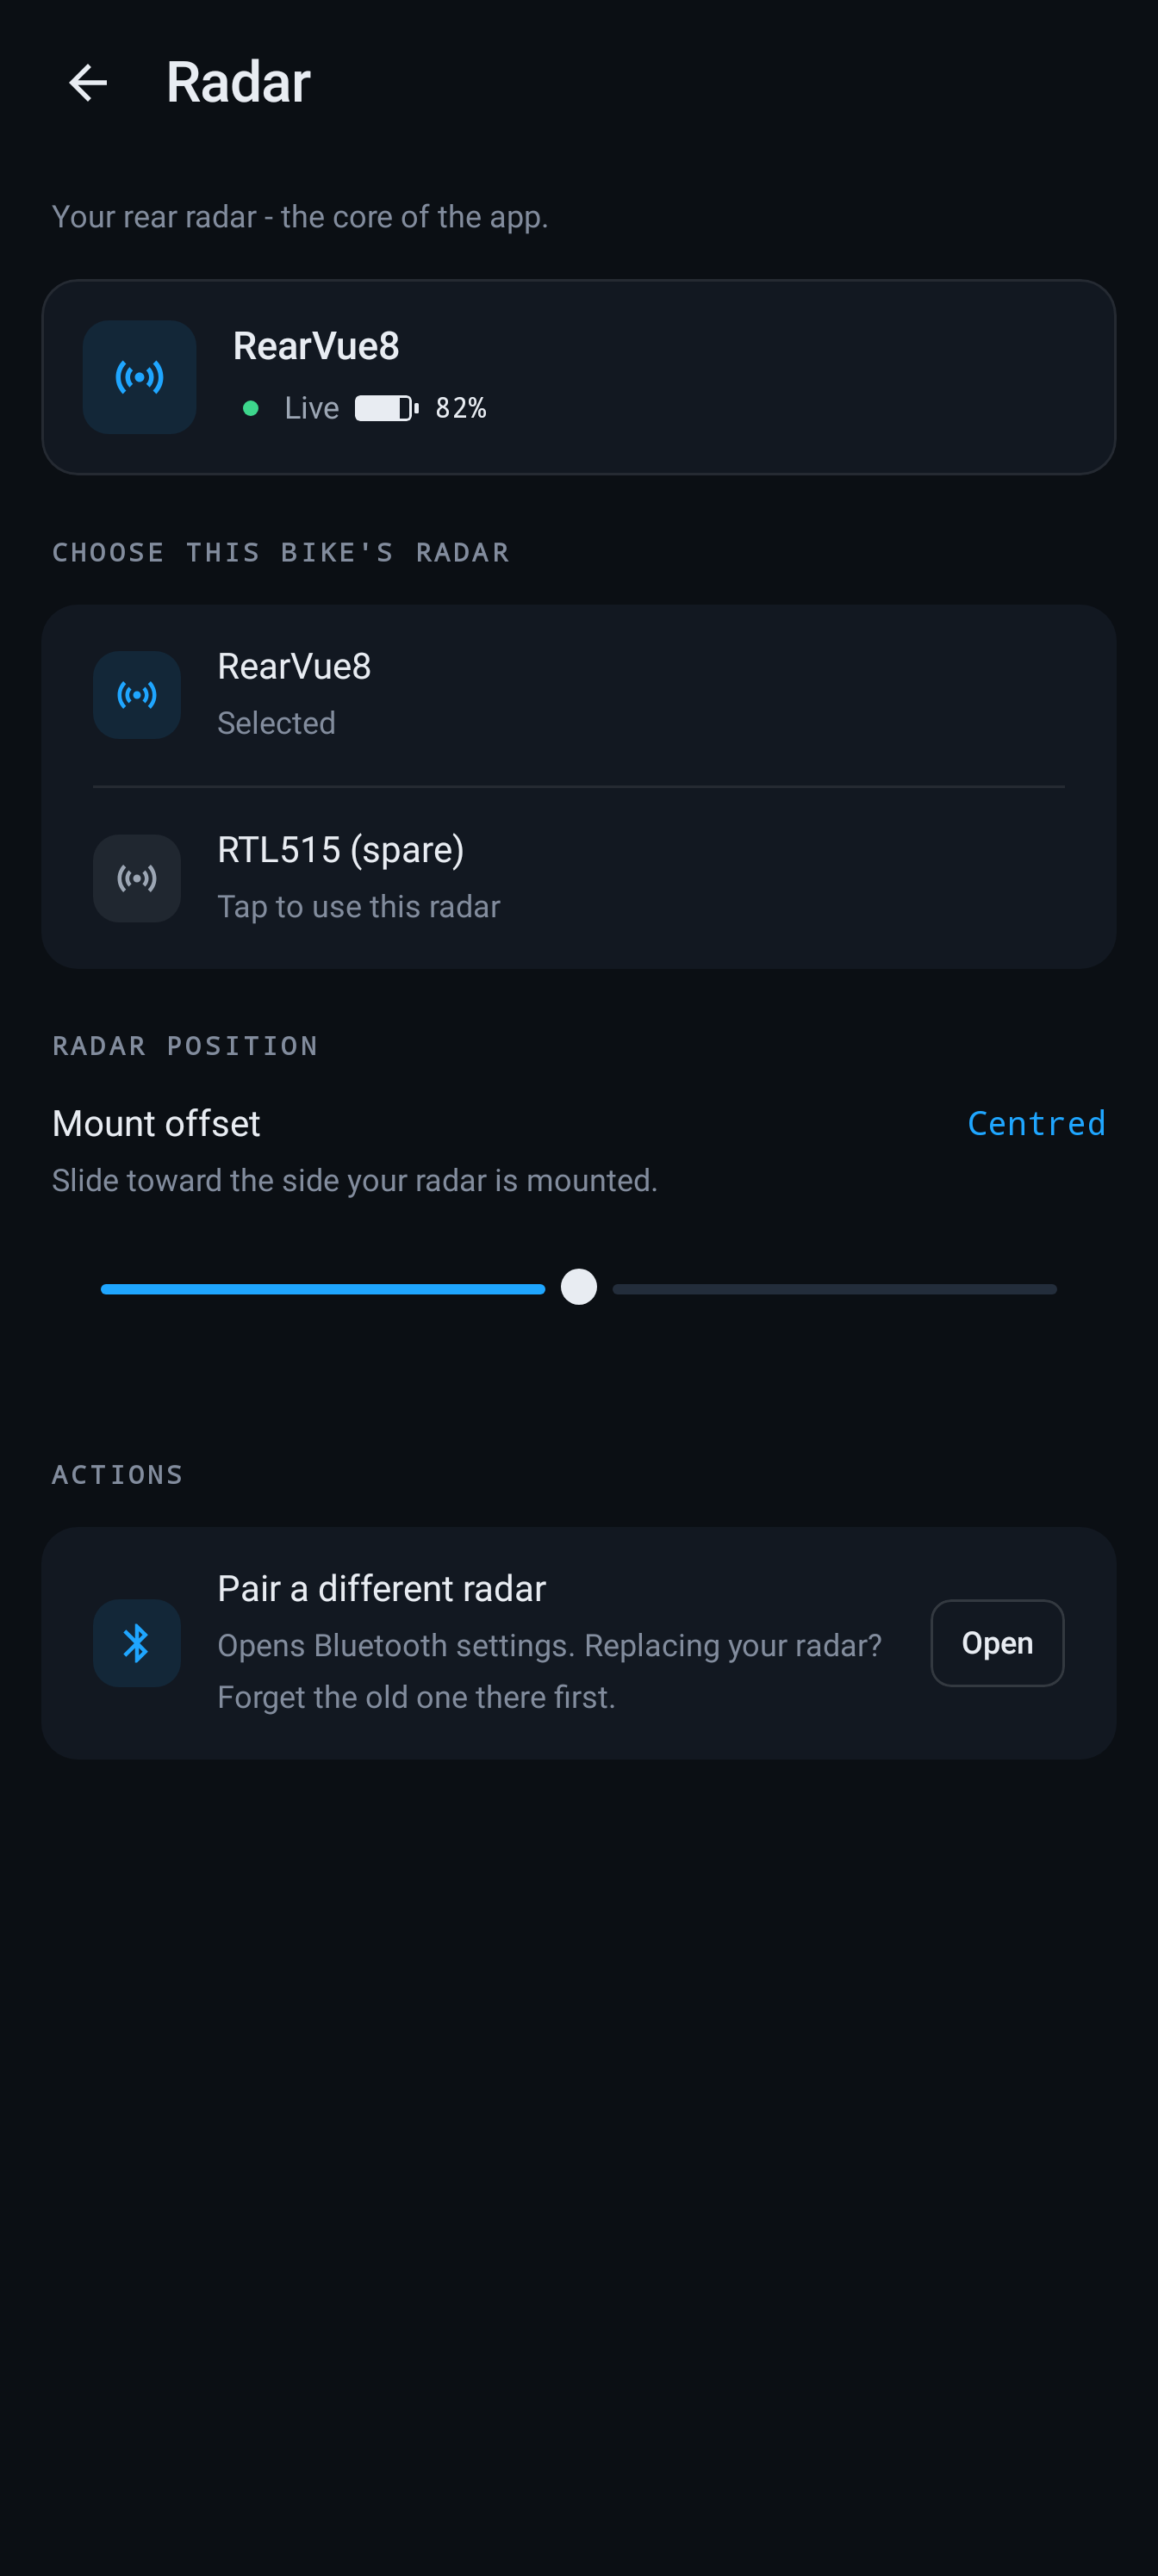 Radar
Your rear radar - the core of the app.
RearVue8
Live 82%
CHOOSE THIS BIKE'S RADAR
RearVue8
Selected
RTL515 (spare)
Tap to use this radar
RADAR POSITION
Mount offset Centred
Slide toward the side your radar is mounted.
ACTIONS
Pair a different radar
Opens Bluetooth settings. Replacing your radar?
Forget the old one there first.
Open